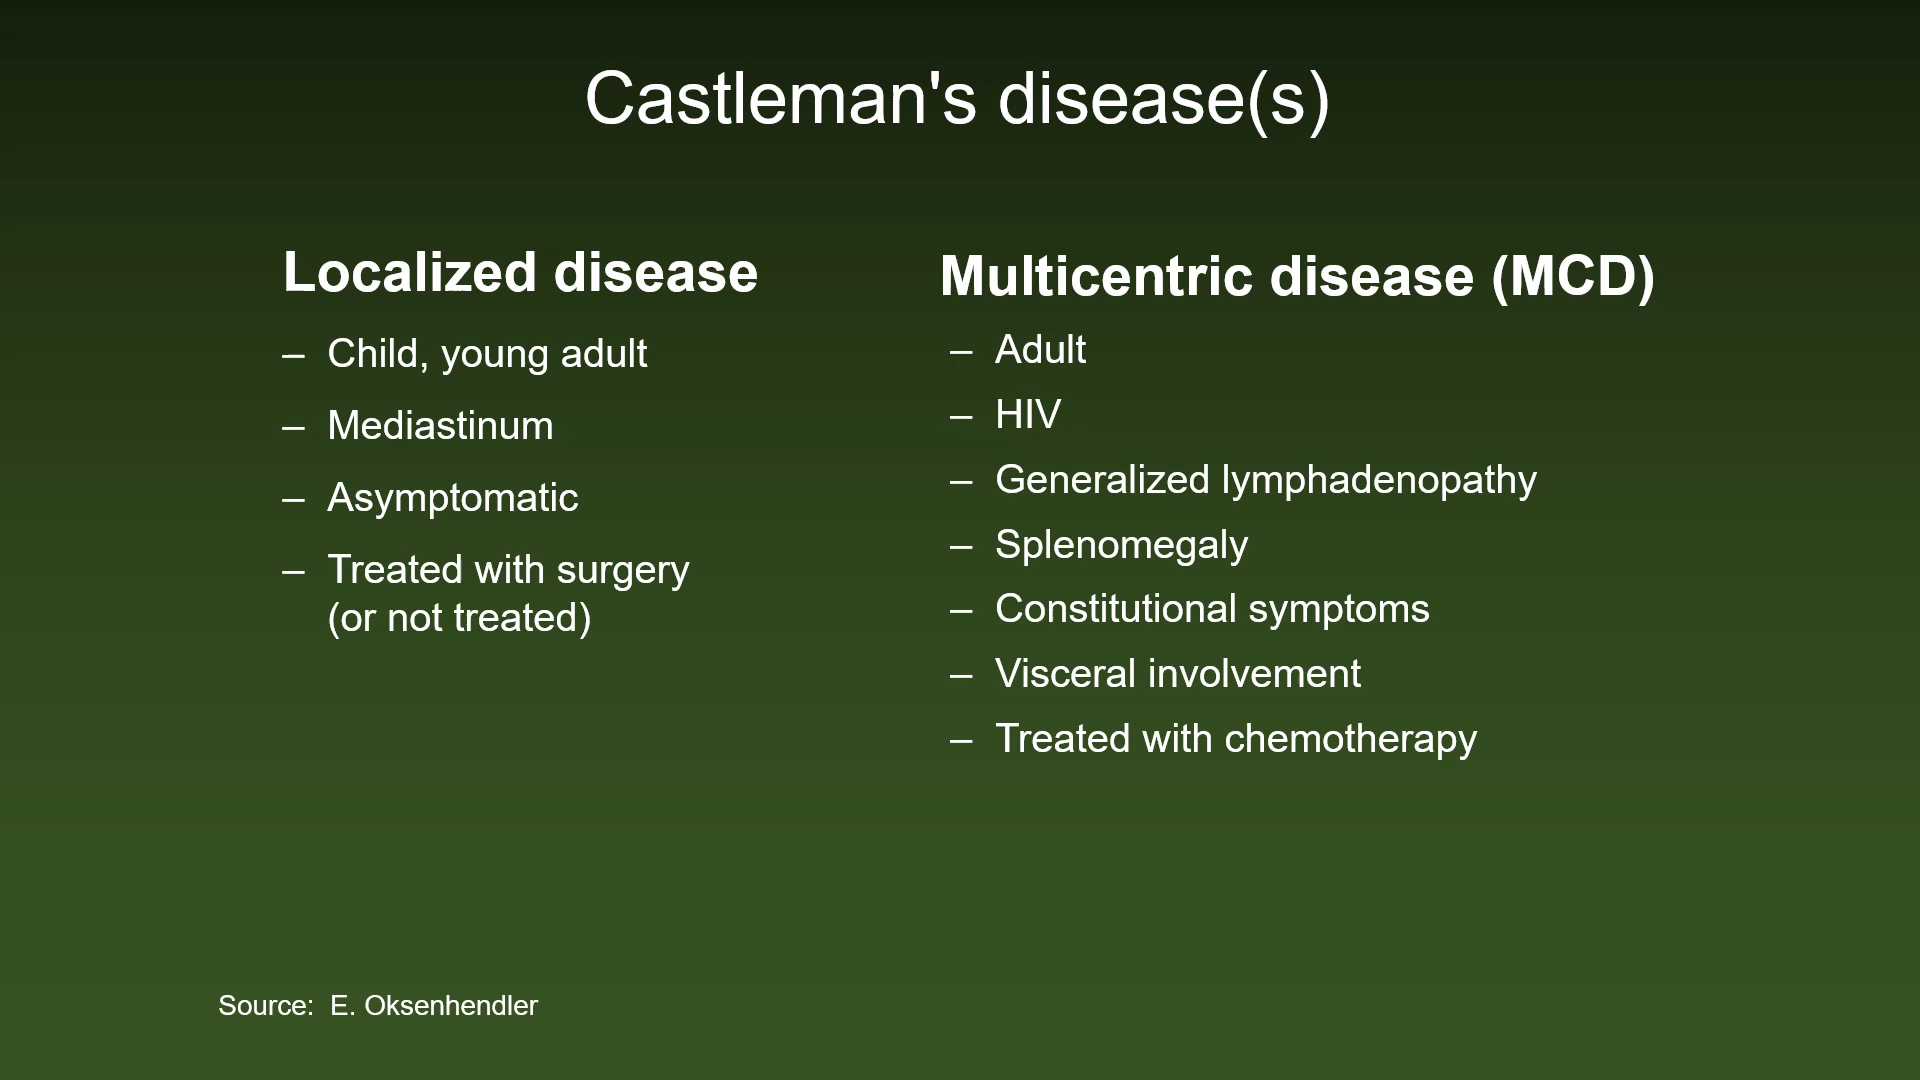 Castleman's disease(s)
Localized disease
– Child, young adult
– Mediastinum
– Asymptomatic
– Treated with surgery
(or not treated)
Multicentric disease (MCD)
– Adult
– HIV
– Generalized lymphadenopathy
– Splenomegaly
– Constitutional symptoms
– Visceral involvement
– Treated with chemotherapy
Source: E. Oksenhendler